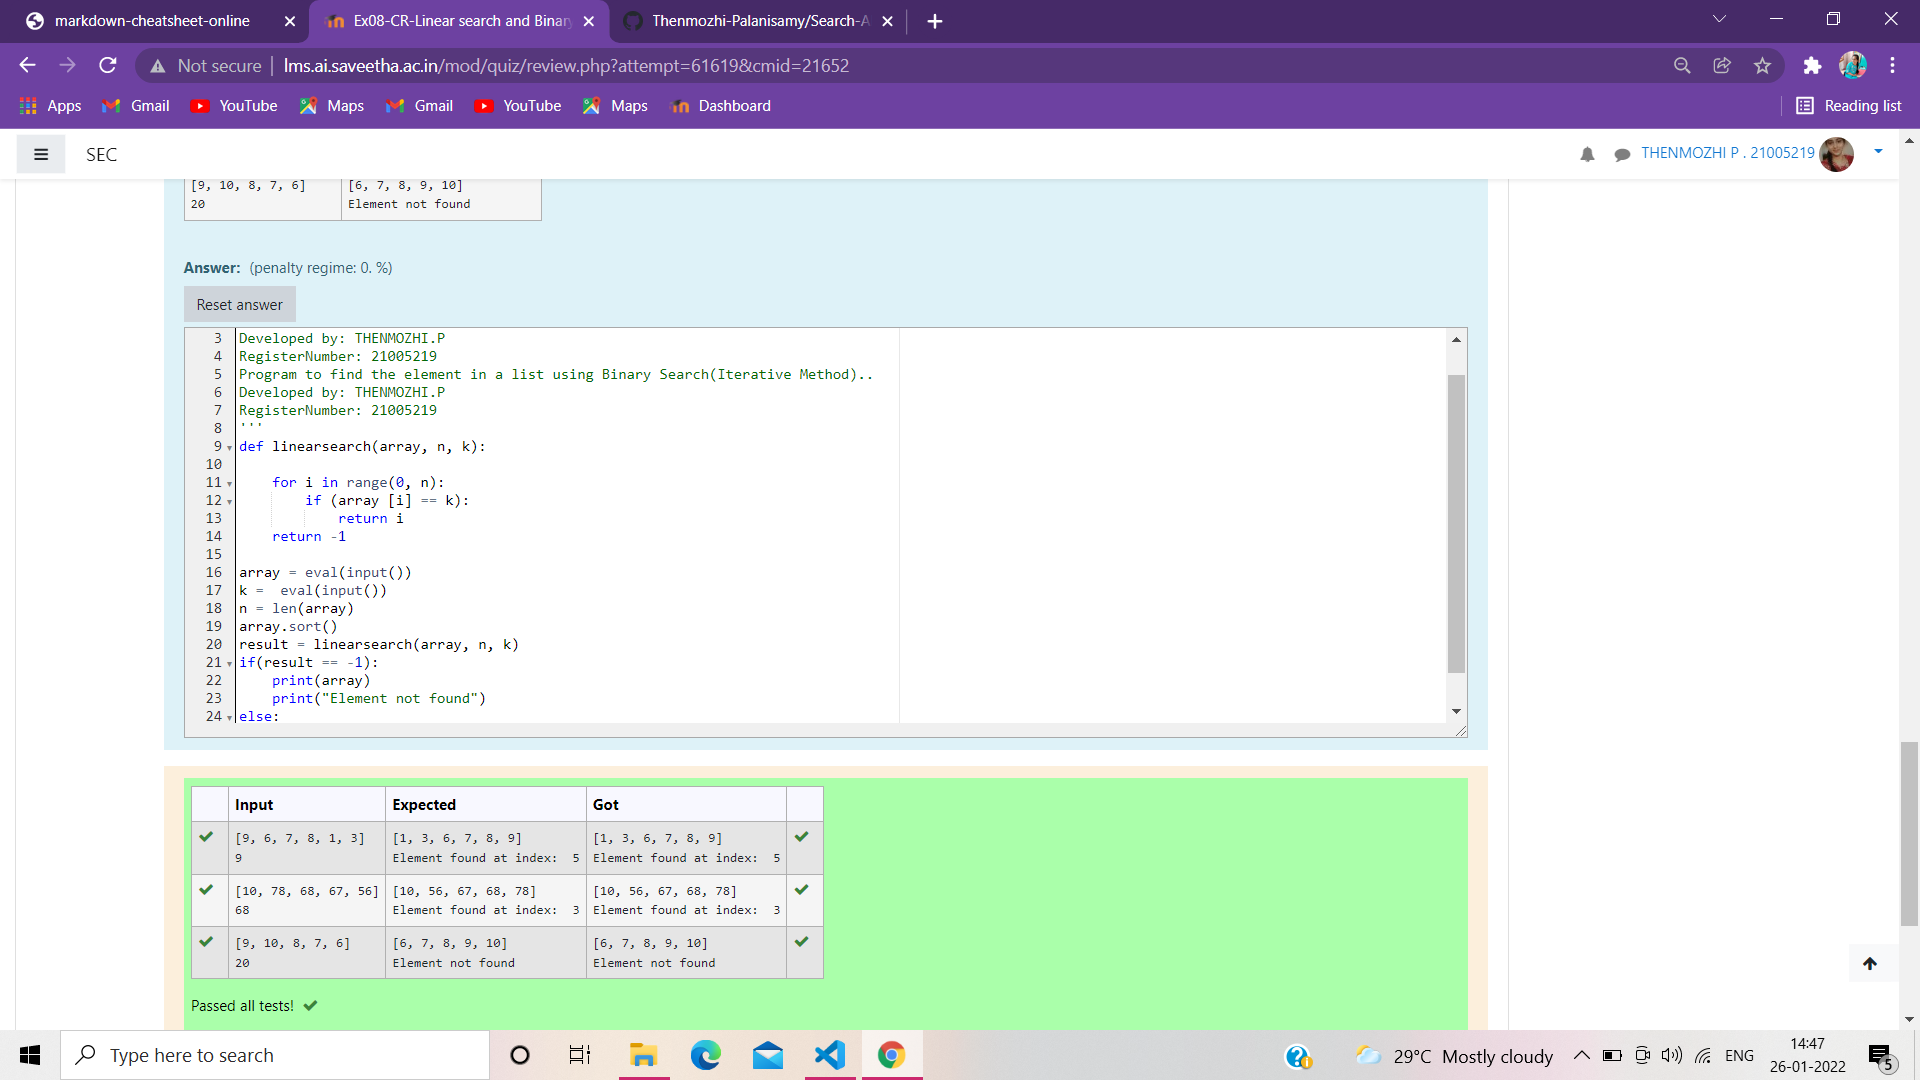 markdown-cheatsheet-online
Ex08-CR-Linear search and Binar
Thenmozhi-Palanisamy/Search-A
Not secure | lms.ai.saveetha.ac.in/mod/quiz/review.php?attempt=61619&cmid=21652
Apps Gmail YouTube Maps Gmail YouTube Maps Dashboard Reading list
SEC THENMOZHI P . 21005219
[9, 10, 8, 7, 6] [6, 7, 8, 9, 10]
20 Element not found
Answer: (penalty regime: 0. %)
Reset answer
3 Developed by: THENMOZHI.P
4 RegisterNumber: 21005219
5 Program to find the element in a list using Binary Search(Iterative Method)..
6 Developed by: THENMOZHI.P
7 RegisterNumber: 21005219
8 '''
9 def linearsearch(array, n, k):
10
11     for i in range(0, n):
12         if (array [i] == k):
13             return i
14     return -1
15
16 array = eval(input())
17 k =  eval(input())
18 n = len(array)
19 array.sort()
20 result = linearsearch(array, n, k)
21 if(result == -1):
22     print(array)
23     print("Element not found")
24 else:
Input Expected Got
[9, 6, 7, 8, 1, 3] [1, 3, 6, 7, 8, 9] [1, 3, 6, 7, 8, 9]
9 Element found at index:  5 Element found at index:  5
[10, 78, 68, 67, 56] [10, 56, 67, 68, 78] [10, 56, 67, 68, 78]
68 Element found at index:  3 Element found at index:  3
[9, 10, 8, 7, 6] [6, 7, 8, 9, 10] [6, 7, 8, 9, 10]
20 Element not found Element not found
Passed all tests!
Type here to search
29°C Mostly cloudy
ENG
14:47
26-01-2022
5